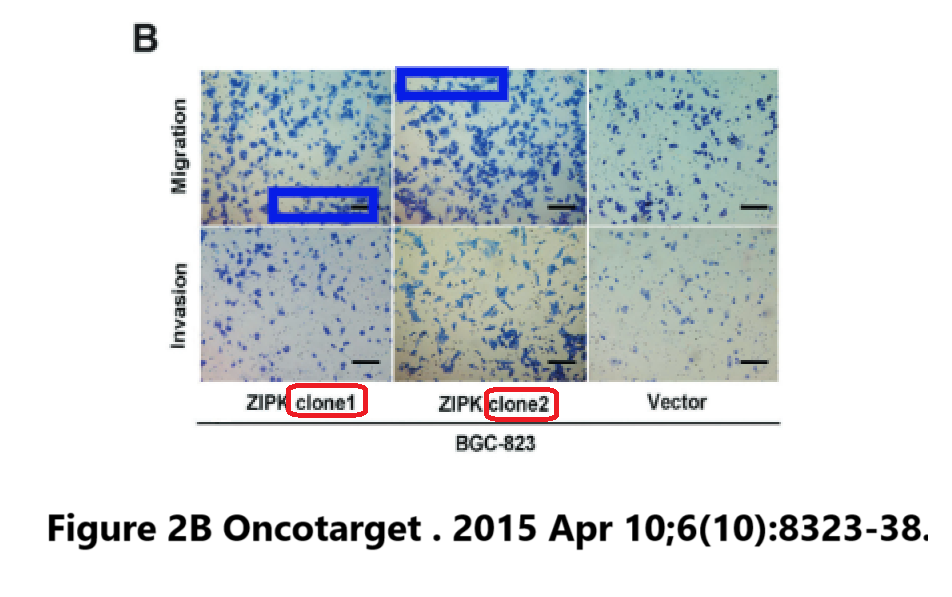 B
Migration
Invasion
ZIPK clone1 ZIPK clone2 Vector
BGC-823
Figure 2B Oncotarget . 2015 Apr 10;6(10):8323-38.